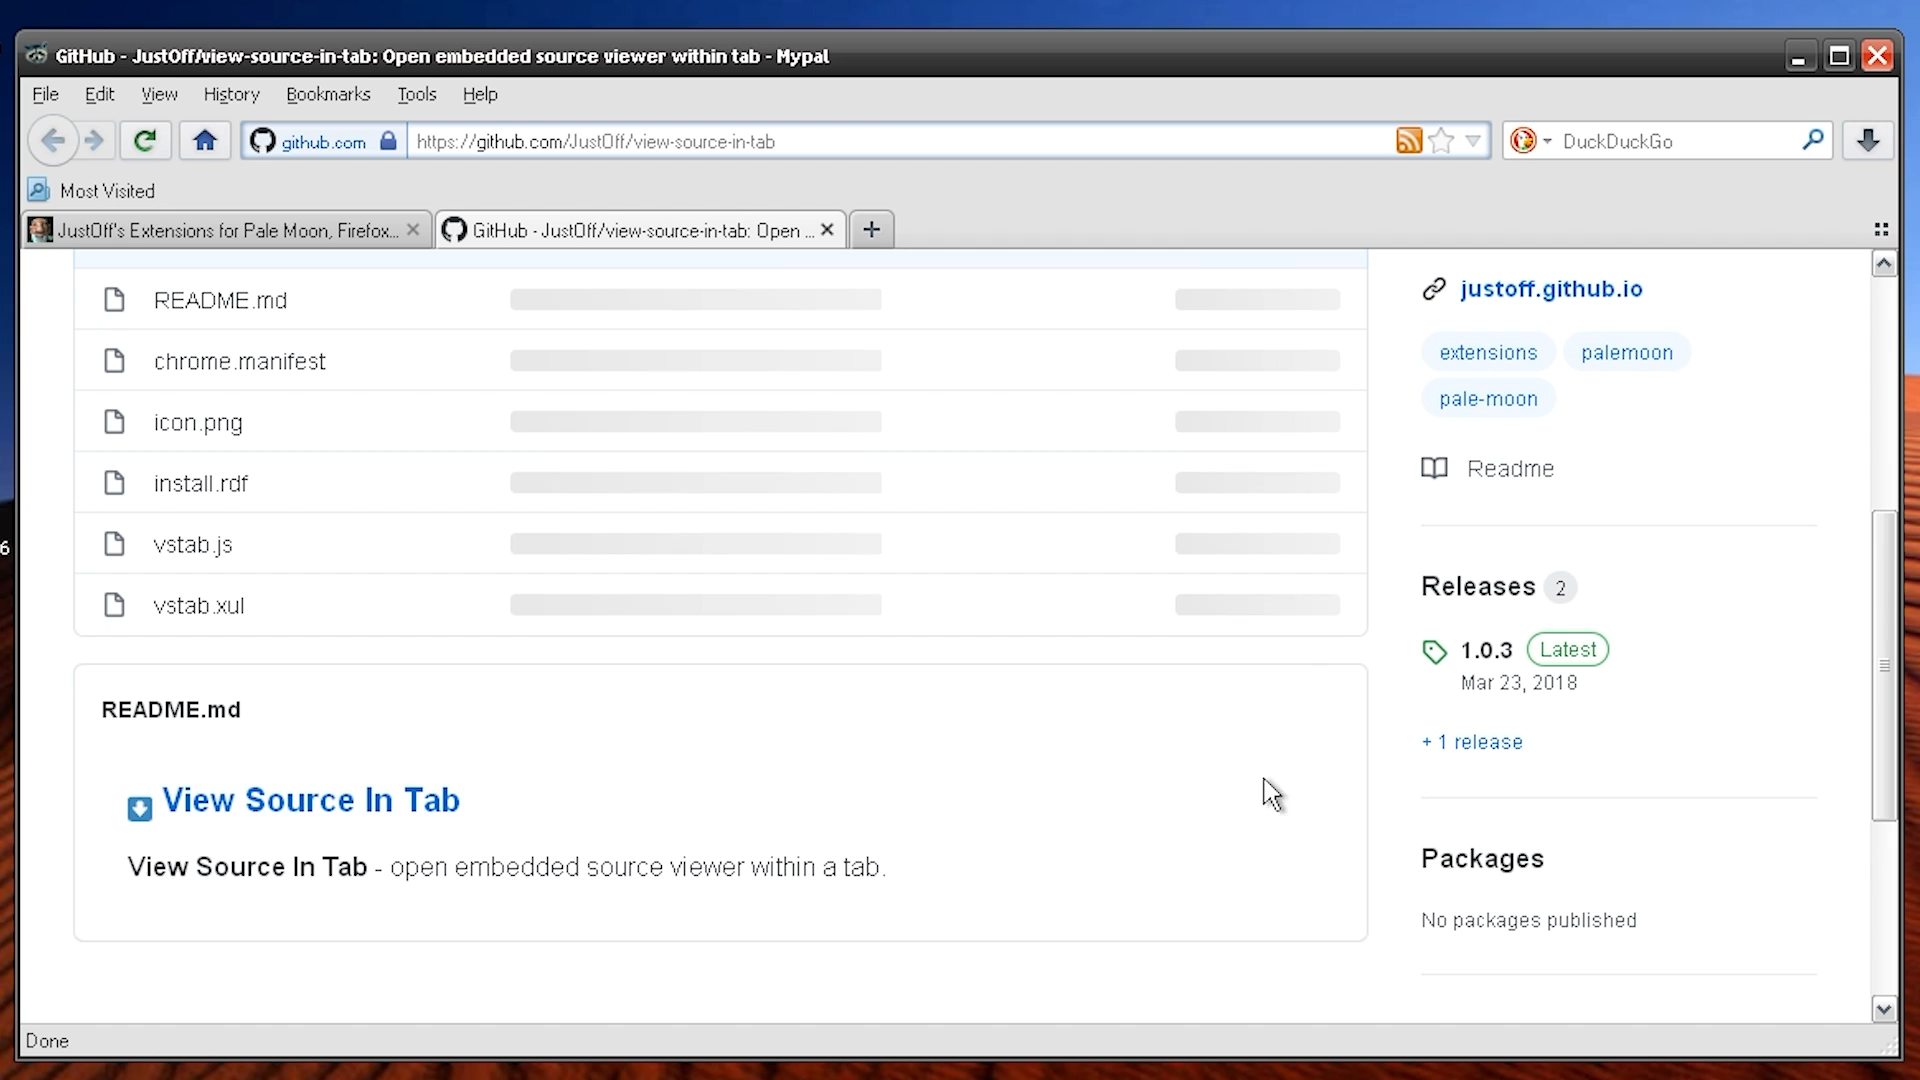 GitHub - JustOff/view-source-in-tab: Open embedded source viewer within tab - Mypal
File Edit View History Bookmarks Tools Help
github.com https://github.com/JustOff/view-source-in-tab DuckDuckGo
Most Visited
JustOff's Extensions for Pale Moon, Firefox... GitHub - JustOff/view-source-in-tab: Open ...
README.md
chrome.manifest
icon.png
install.rdf
vstab.js
vstab.xul
README.md
View Source In Tab
View Source In Tab - open embedded source viewer within a tab.
justoff.github.io
extensions palemoon
pale-moon
Readme
Releases 2
1.0.3 Latest
Mar 23, 2018
+ 1 release
Packages
No packages published
Done
6